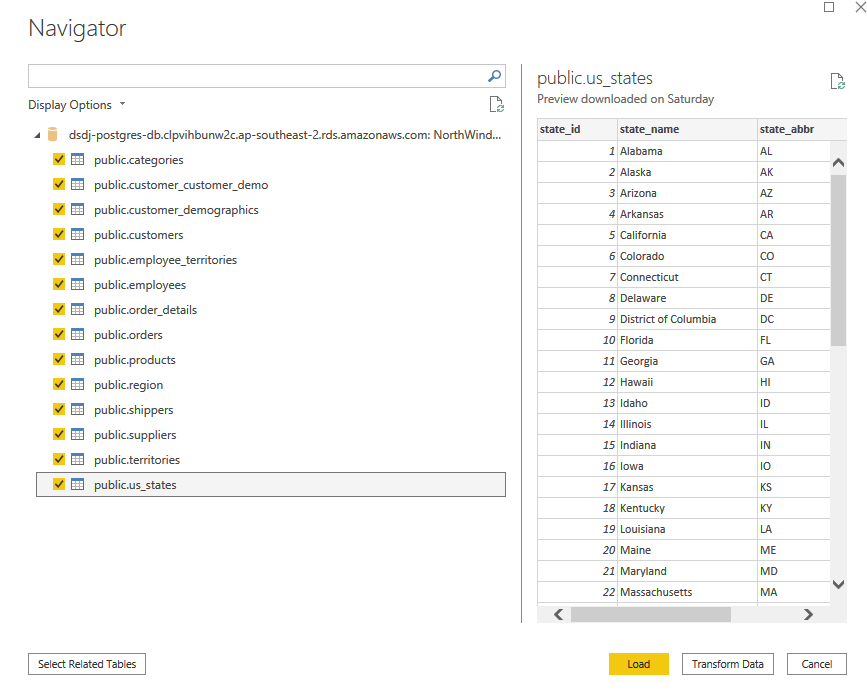 Navigator
Display Options
dsdj-postgres-db.clpvihbunw2c.ap-southeast-2.rds.amazonaws.com: NorthWind...
public.categories
public.customer_customer_demo
public.customer_demographics
public.customers
public.employee_territories
public.employees
public.order_details
public.orders
public.products
public.region
public.shippers
public.suppliers
public.territories
public.us_states
public.us_states
Preview downloaded on Saturday
state_id state_name state_abbr
1 Alabama AL
2 Alaska AK
3 Arizona AZ
4 Arkansas AR
5 California CA
6 Colorado CO
7 Connecticut CT
8 Delaware DE
9 District of Columbia DC
10 Florida FL
11 Georgia GA
12 Hawaii HI
13 Idaho ID
14 Illinois IL
15 Indiana IN
16 Iowa IO
17 Kansas KS
18 Kentucky KY
19 Louisiana LA
20 Maine ME
21 Maryland MD
22 Massachusetts MA
Select Related Tables
Load
Transform Data
Cancel